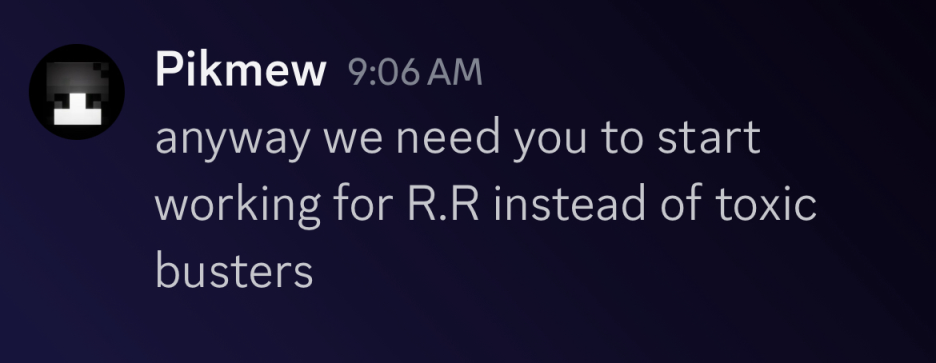 Pikmew 9:06 AM
anyway we need you to start
working for R.R instead of toxic
busters